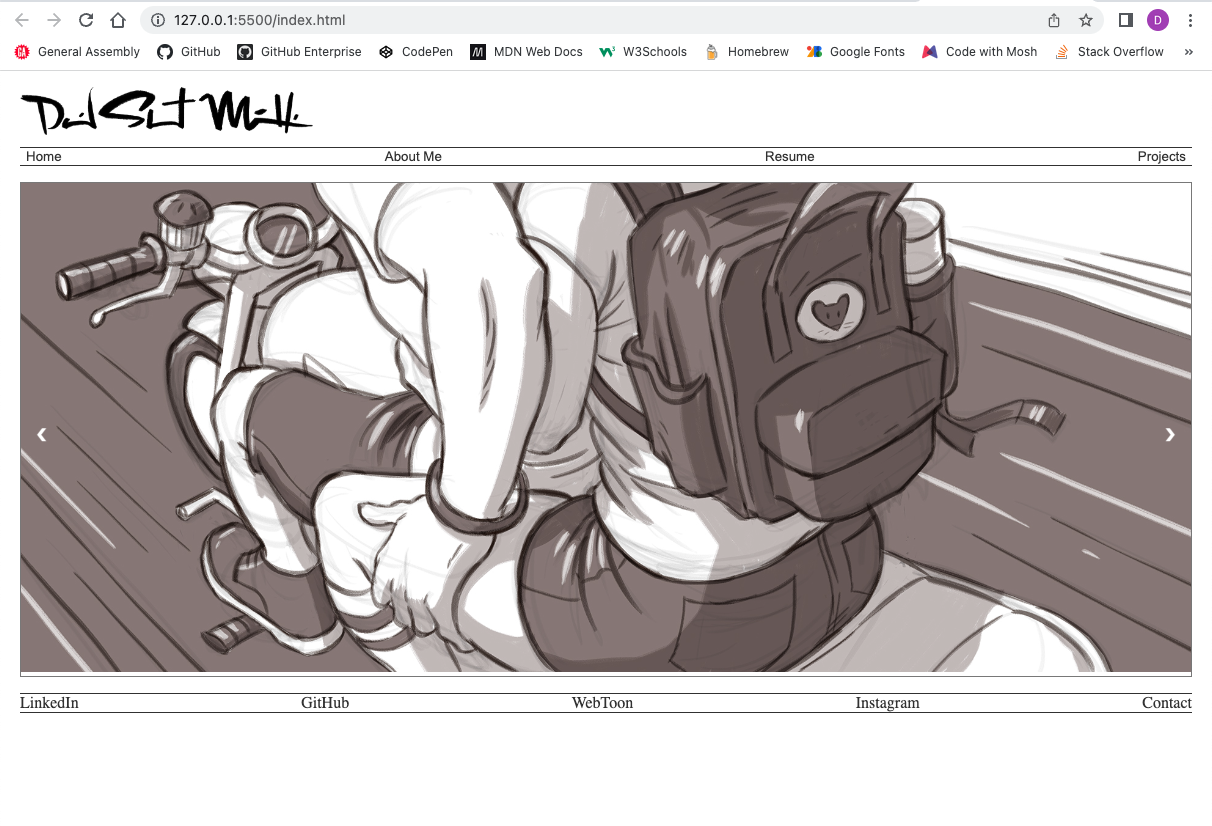 127.0.0.1:5500/index.html
D
General Assembly GitHub GitHub Enterprise CodePen MDN Web Docs W3Schools Homebrew Google Fonts Code with Mosh Stack Overflow »
Home About Me Resume Projects
‹ ›
LinkedIn GitHub WebToon Instagram Contact